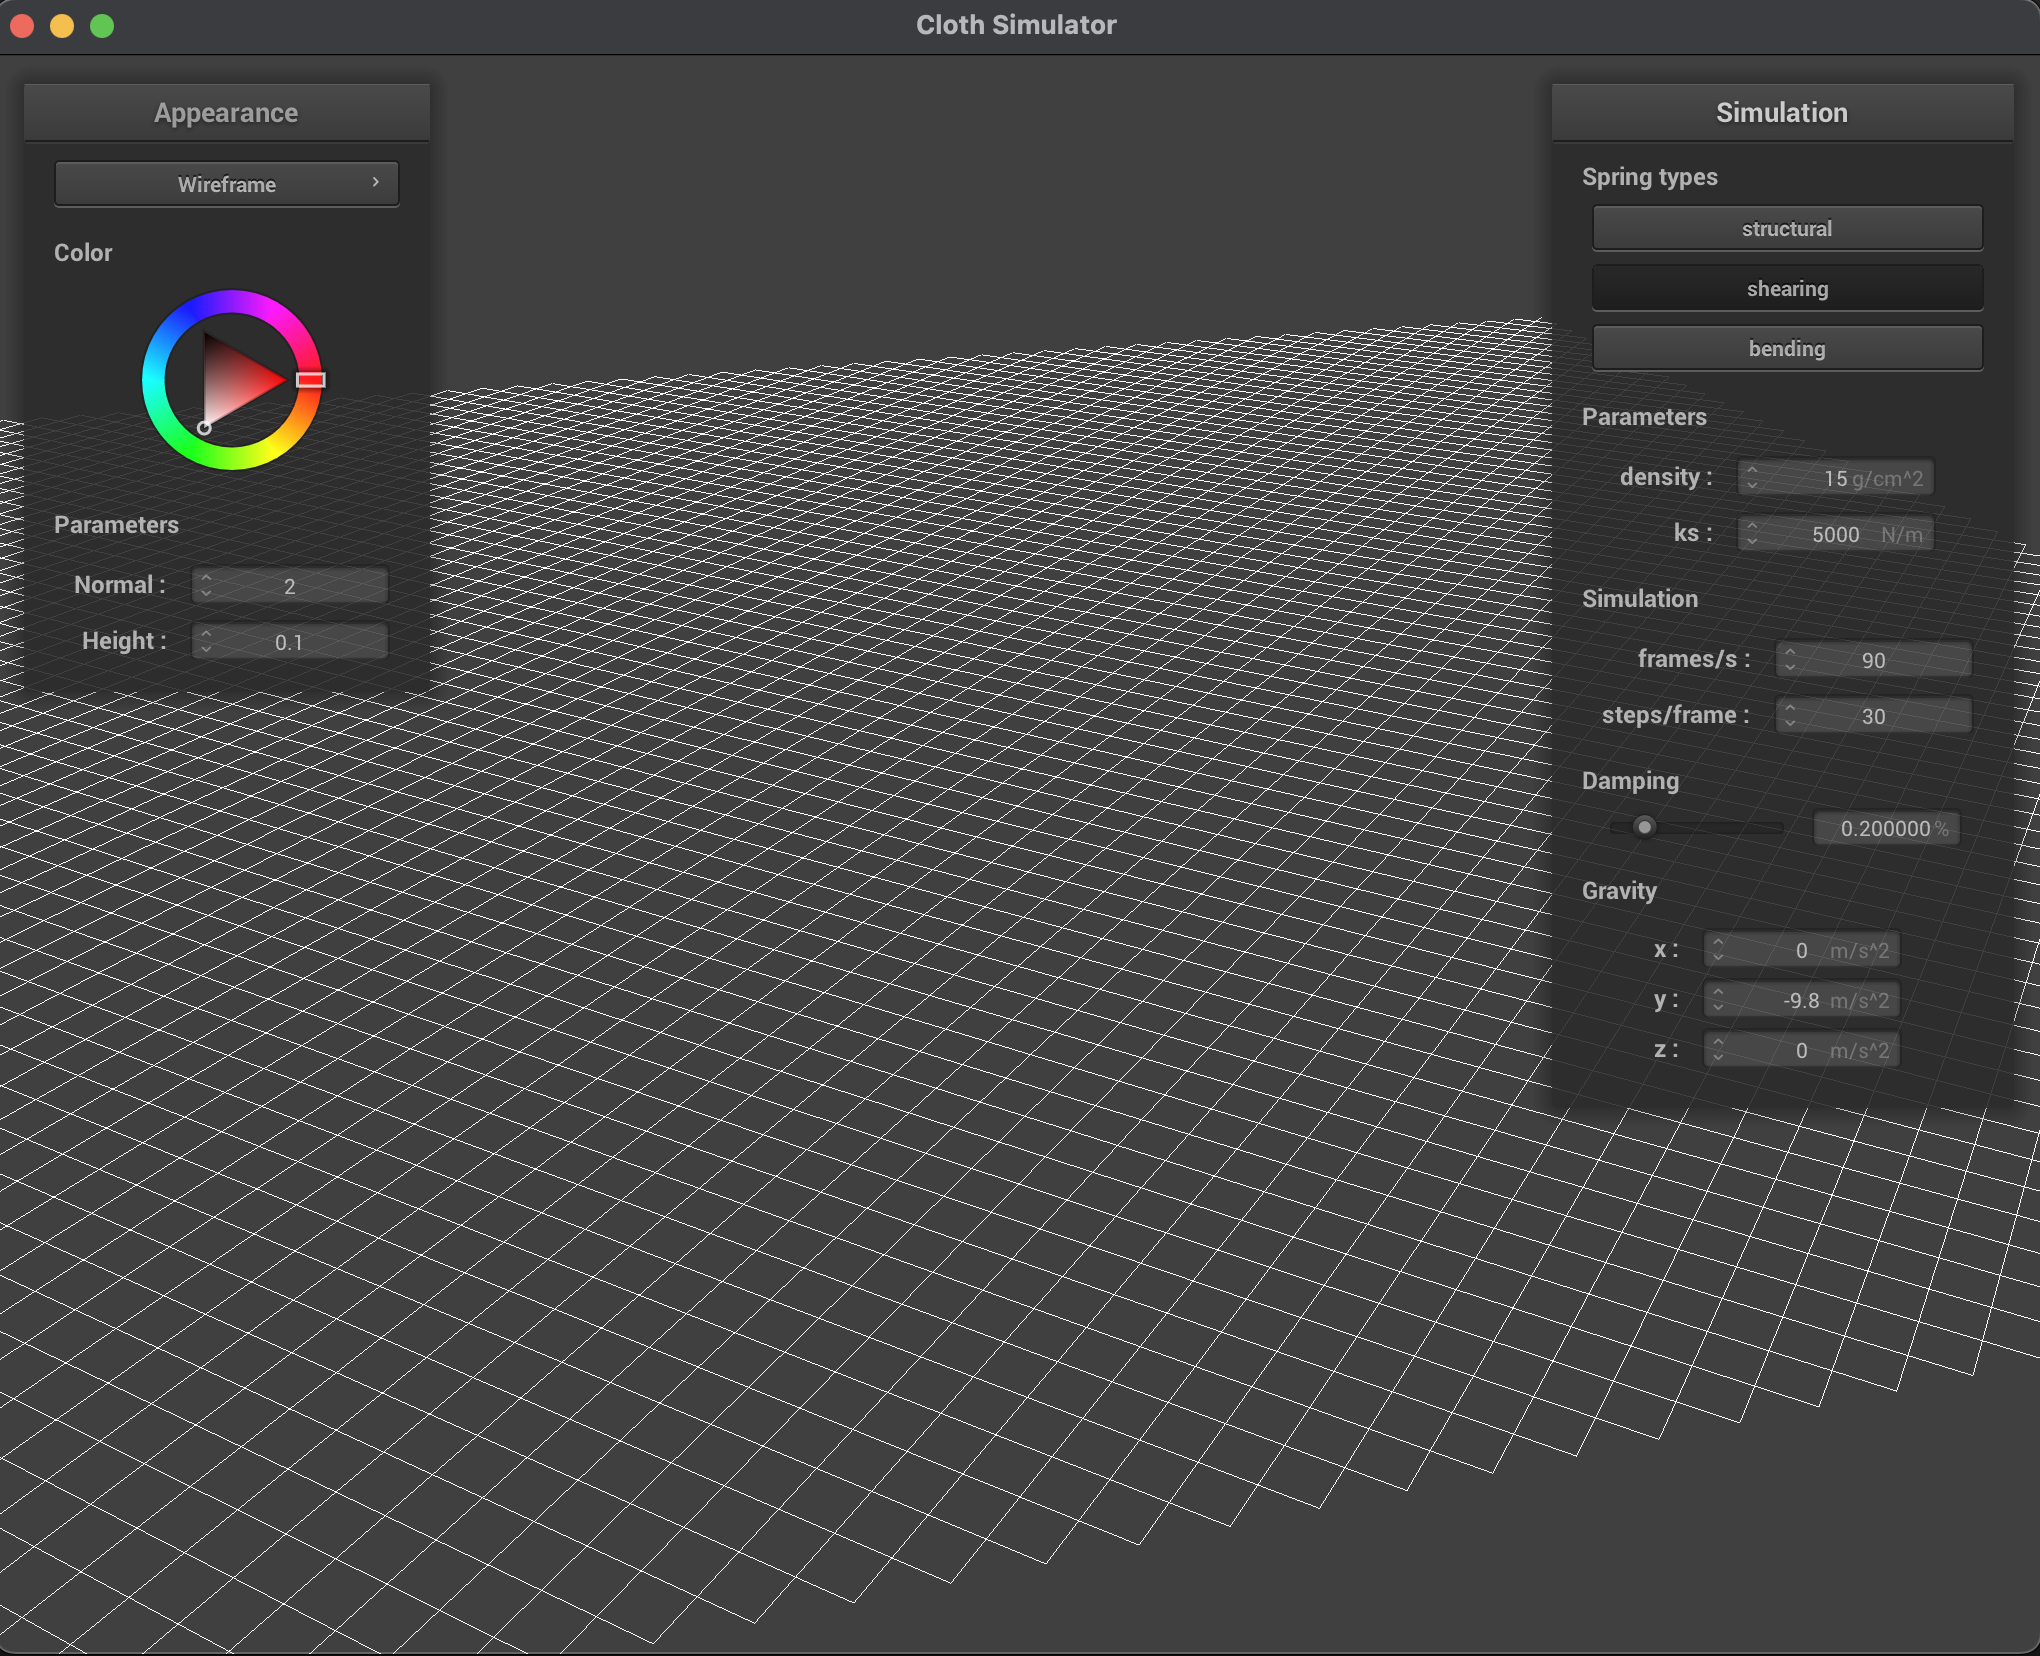 Cloth Simulator
Appearance
Wireframe
Color
Parameters
Normal : 2
Height : 0.1
Simulation
Spring types
structural
shearing
bending
Parameters
density : 15 g/cm^2
ks : 5000 N/m
Simulation
frames/s : 90
steps/frame : 30
Damping
0.200000 %
Gravity
x : 0 m/s^2
y : -9.8 m/s^2
z : 0 m/s^2